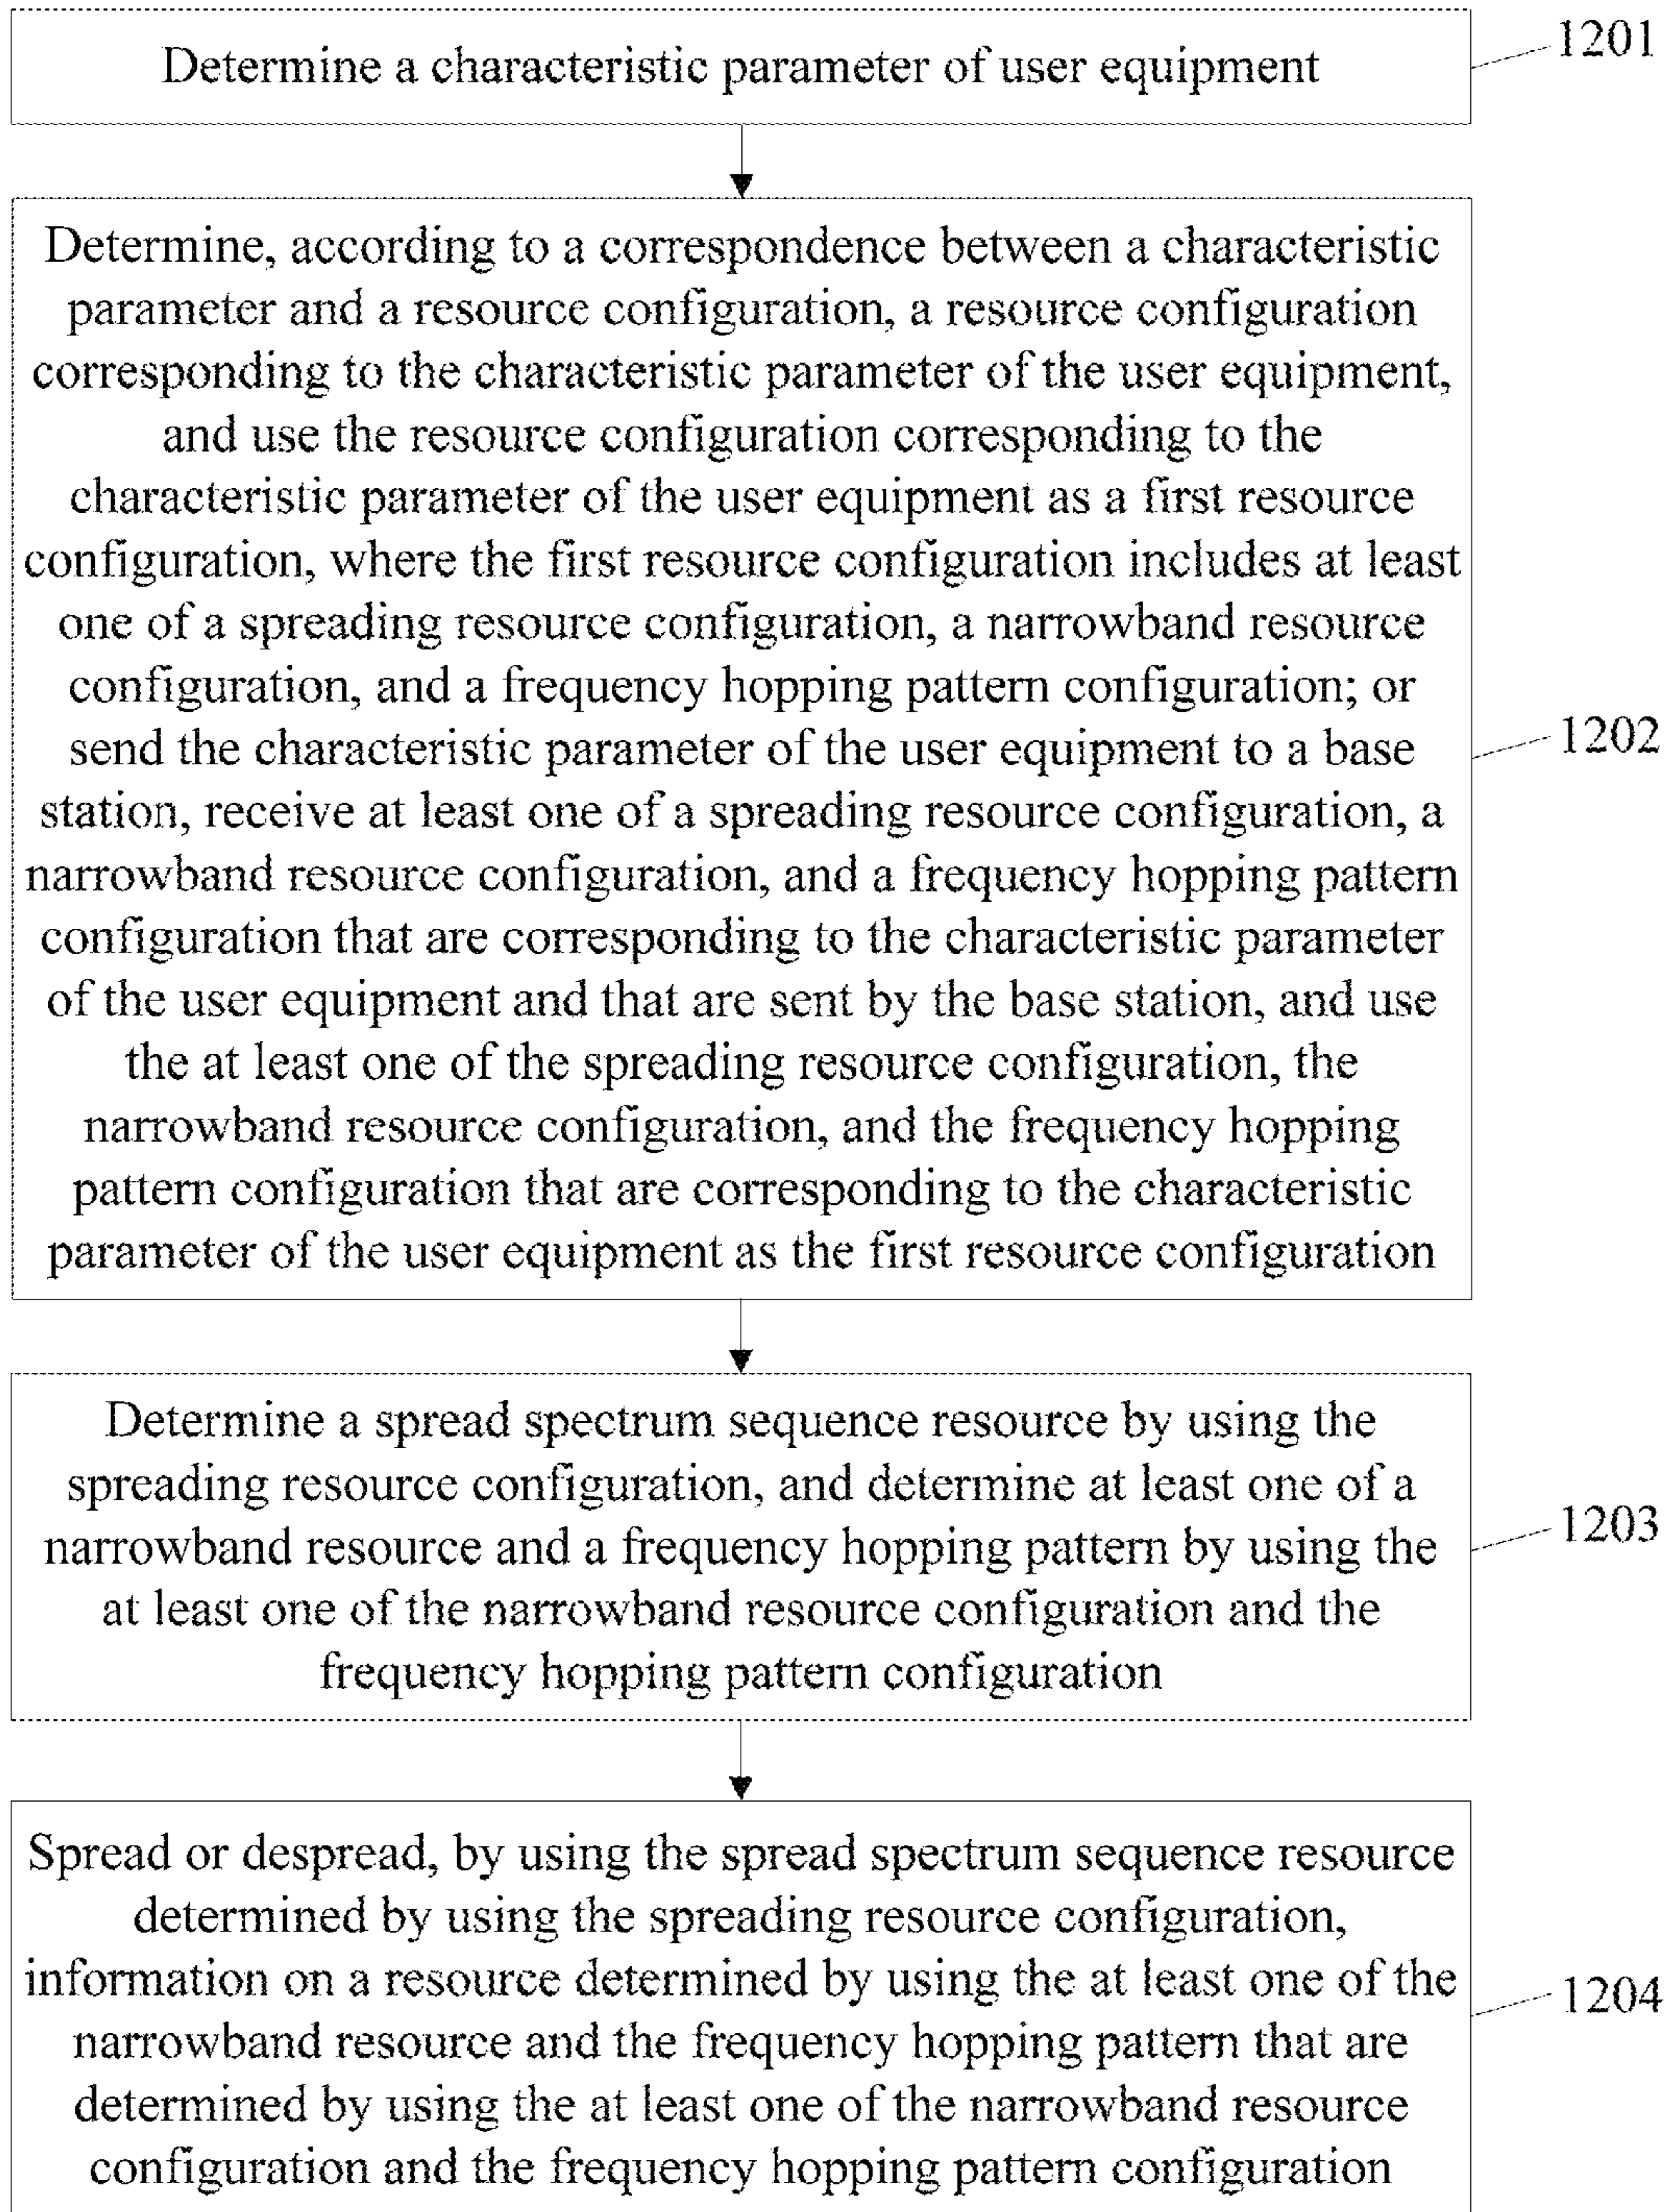 Determine a characteristic parameter of user equipment
1201
Determine, according to a correspondence between a characteristic
parameter and a resource configuration, a resource configuration
corresponding to the characteristic parameter of the user equipment,
and use the resource configuration corresponding to the
characteristic parameter of the user equipment as a first resource
configuration, where the first resource configuration includes at least
one of a spreading resource configuration, a narrowband resource
configuration, and a frequency hopping pattern configuration; or
send the characteristic parameter of the user equipment to a base
station, receive at least one of a spreading resource configuration, a
narrowband resource configuration, and a frequency hopping pattern
configuration that are corresponding to the characteristic parameter
of the user equipment and that are sent by the base station, and use
the at least one of the spreading resource configuration, the
narrowband resource configuration, and the frequency hopping
pattern configuration that are corresponding to the characteristic
parameter of the user equipment as the first resource configuration
1202
Determine a spread spectrum sequence resource by using the
spreading resource configuration, and determine at least one of a
narrowband resource and a frequency hopping pattern by using the
at least one of the narrowband resource configuration and the
frequency hopping pattern configuration
1203
Spread or despread, by using the spread spectrum sequence resource
determined by using the spreading resource configuration,
information on a resource determined by using the at least one of the
narrowband resource and the frequency hopping pattern that are
determined by using the at least one of the narrowband resource
configuration and the frequency hopping pattern configuration
1204